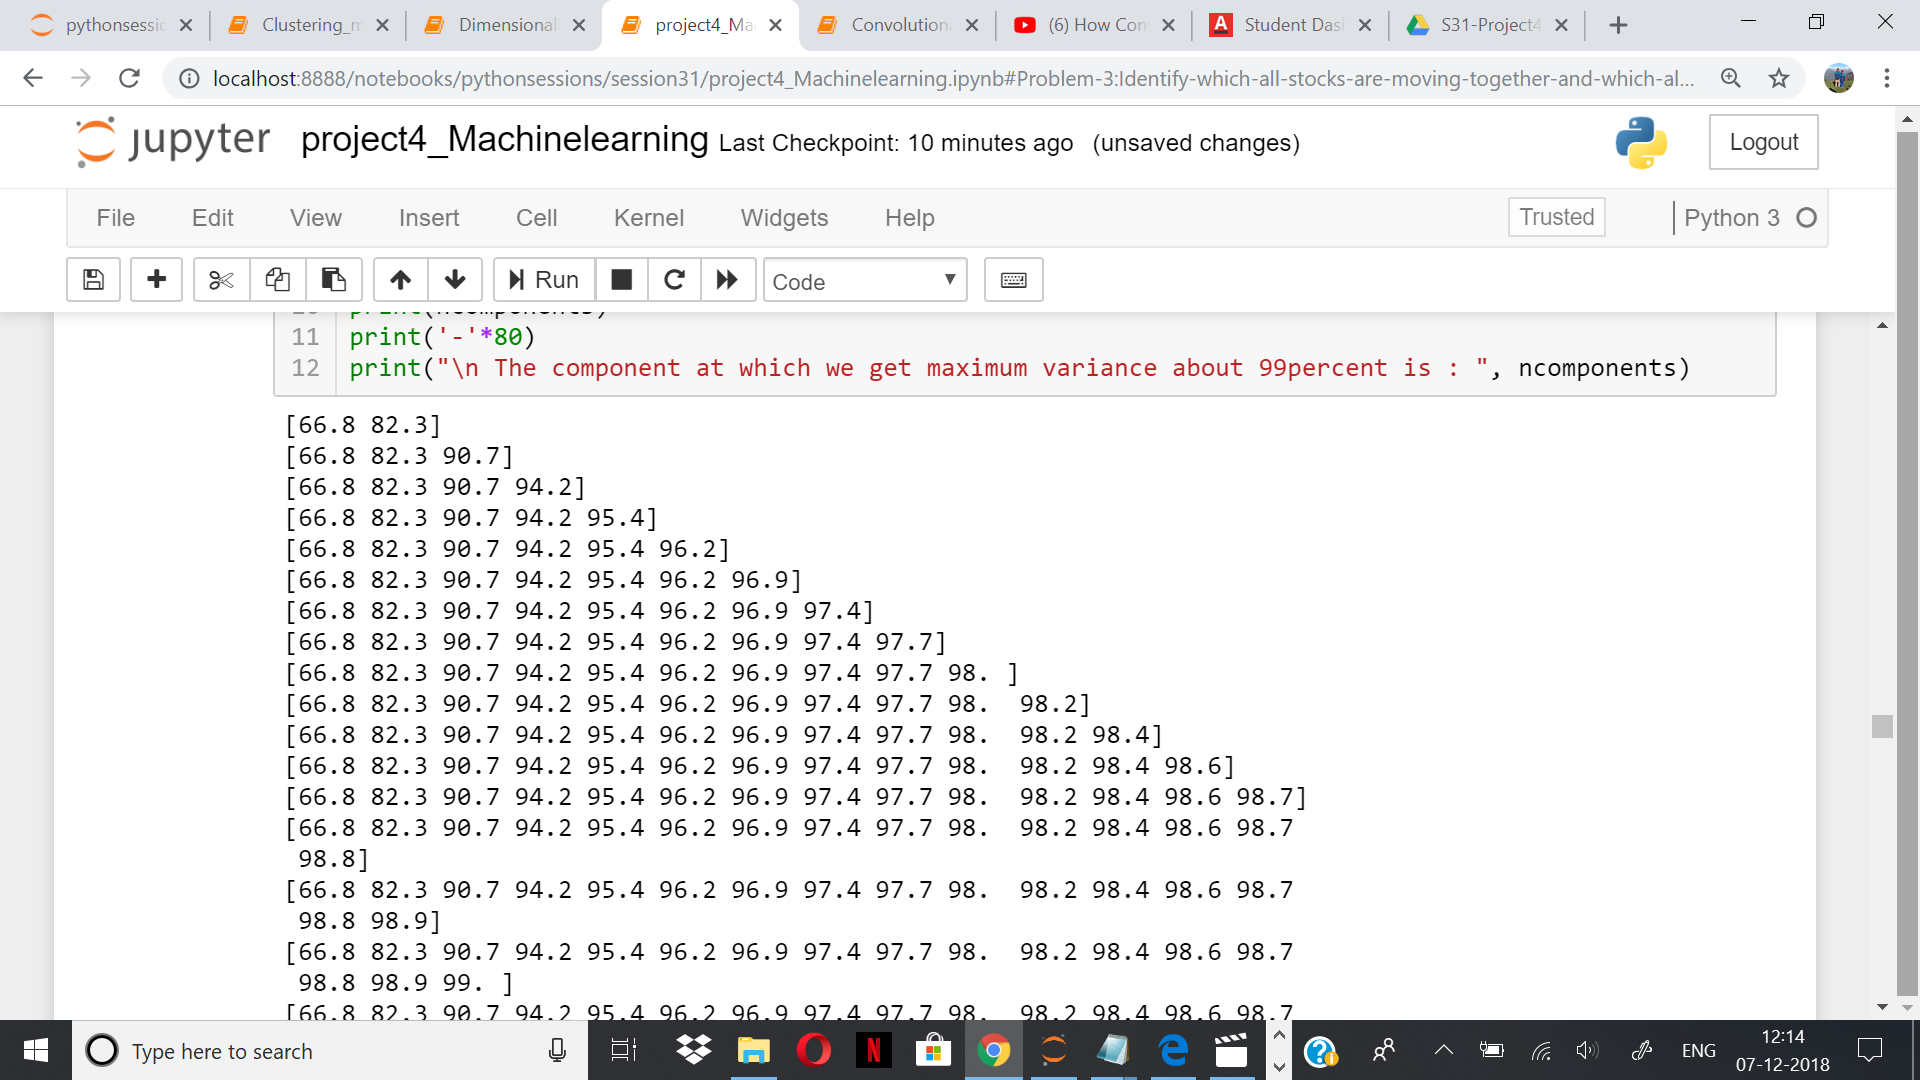 pythonsessio
Clustering_m
Dimensional
project4_Ma
Convolution
(6) How Con
Student Das
S31-Project4
localhost:8888/notebooks/pythonsessions/session31/project4_Machinelearning.ipynb#Problem-3:Identify-which-all-stocks-are-moving-together-and-which-al...
jupyter project4_Machinelearning Last Checkpoint: 10 minutes ago (unsaved changes)
Logout
File Edit View Insert Cell Kernel Widgets Help
Trusted
Python 3
Run
Code
10 print(ncomponents)
11 print('-'*80)
12 print("\n The component at which we get maximum variance about 99percent is : ", ncomponents)
[66.8 82.3]
[66.8 82.3 90.7]
[66.8 82.3 90.7 94.2]
[66.8 82.3 90.7 94.2 95.4]
[66.8 82.3 90.7 94.2 95.4 96.2]
[66.8 82.3 90.7 94.2 95.4 96.2 96.9]
[66.8 82.3 90.7 94.2 95.4 96.2 96.9 97.4]
[66.8 82.3 90.7 94.2 95.4 96.2 96.9 97.4 97.7]
[66.8 82.3 90.7 94.2 95.4 96.2 96.9 97.4 97.7 98. ]
[66.8 82.3 90.7 94.2 95.4 96.2 96.9 97.4 97.7 98.  98.2]
[66.8 82.3 90.7 94.2 95.4 96.2 96.9 97.4 97.7 98.  98.2 98.4]
[66.8 82.3 90.7 94.2 95.4 96.2 96.9 97.4 97.7 98.  98.2 98.4 98.6]
[66.8 82.3 90.7 94.2 95.4 96.2 96.9 97.4 97.7 98.  98.2 98.4 98.6 98.7]
[66.8 82.3 90.7 94.2 95.4 96.2 96.9 97.4 97.7 98.  98.2 98.4 98.6 98.7
98.8]
[66.8 82.3 90.7 94.2 95.4 96.2 96.9 97.4 97.7 98.  98.2 98.4 98.6 98.7
98.8 98.9]
[66.8 82.3 90.7 94.2 95.4 96.2 96.9 97.4 97.7 98.  98.2 98.4 98.6 98.7
98.8 98.9 99. ]
[66.8 82.3 90.7 94.2 95.4 96.2 96.9 97.4 97.7 98.  98.2 98.4 98.6 98.7
Type here to search
ENG
12:14
07-12-2018